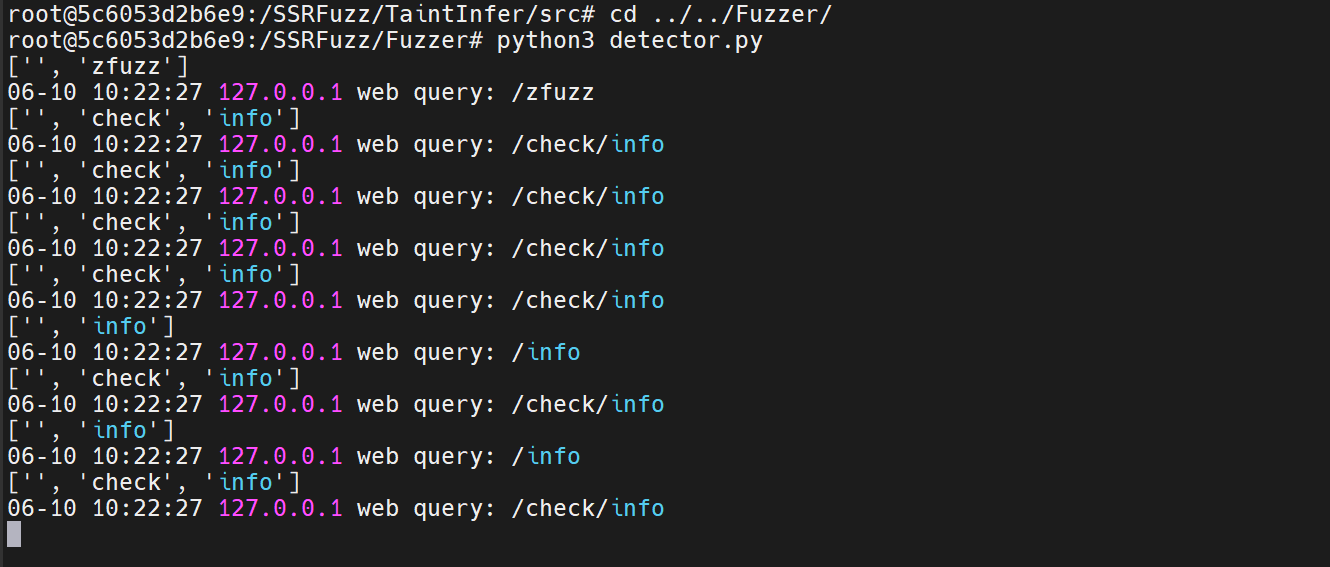 root@5c6053d2b6e9:/SSRFuzz/TaintInfer/src# cd ../../Fuzzer/
root@5c6053d2b6e9:/SSRFuzz/Fuzzer# python3 detector.py
['', 'zfuzz']
06-10 10:22:27 127.0.0.1 web query: /zfuzz
['', 'check', 'info']
06-10 10:22:27 127.0.0.1 web query: /check/info
['', 'check', 'info']
06-10 10:22:27 127.0.0.1 web query: /check/info
['', 'check', 'info']
06-10 10:22:27 127.0.0.1 web query: /check/info
['', 'check', 'info']
06-10 10:22:27 127.0.0.1 web query: /check/info
['', 'info']
06-10 10:22:27 127.0.0.1 web query: /info
['', 'check', 'info']
06-10 10:22:27 127.0.0.1 web query: /check/info
['', 'info']
06-10 10:22:27 127.0.0.1 web query: /info
['', 'check', 'info']
06-10 10:22:27 127.0.0.1 web query: /check/info